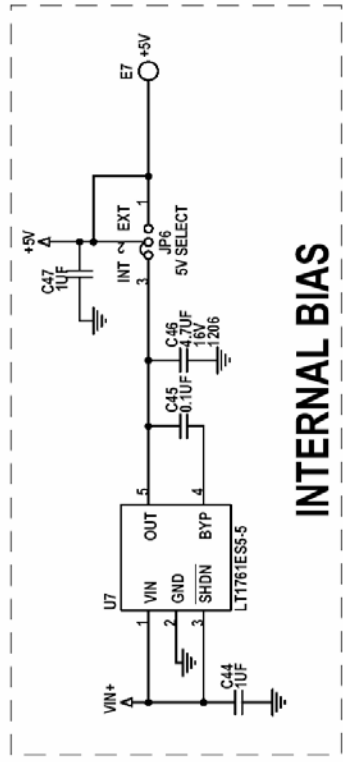 VIN+
C44
1UF
U7
1
2
3
VIN
GND
SHDN
OUT
BYP
5
4
LT1761ES5-5
C45
0.1UF
C46
4.7UF
16V
1206
+5V
C47
1UF
INT
2
EXT
3
1
JP6
5V SELECT
E7
+5V
INTERNAL BIAS